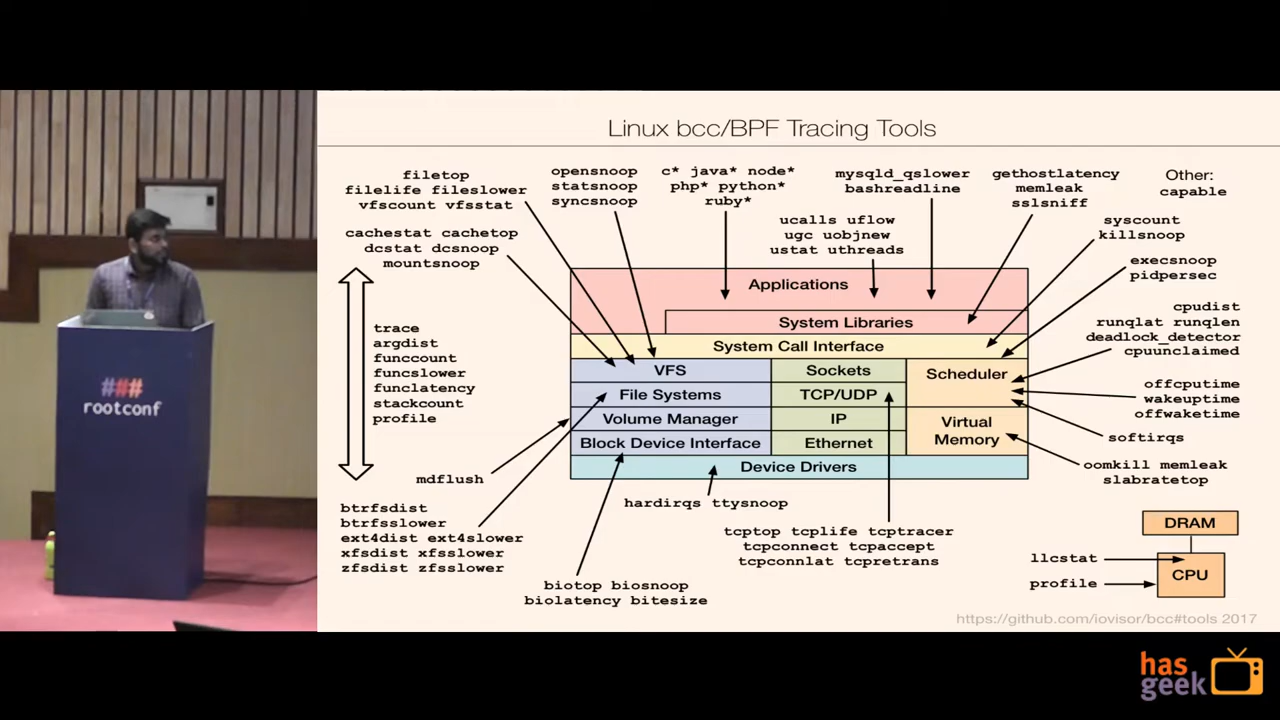 Linux bcc/BPF Tracing Tools
filetop
filelife fileslower
vfscount vfsstat
opensnoop
statsnoop
syncsnoop
c* java* node*
php* python*
ruby*
mysqld_qslower
bashreadline
gethostlatency
memleak
sslsniff
Other:
capable
cachestat cachetop
dcstat dcsnoop
mountsnoop
ucalls uflow
ugc uobjnew
ustat uthreads
syscount
killsnoop
execsnoop
pidpersec
trace
argdist
funccount
funcslower
funclatency
stackcount
profile
Applications
System Libraries
System Call Interface
VFS
File Systems
Volume Manager
Block Device Interface
Sockets
TCP/UDP
IP
Ethernet
Scheduler
Virtual
Memory
Device Drivers
cpudist
runqlat runqlen
deadlock_detector
cpuunclaimed
offcputime
wakeuptime
offwaketime
softirqs
oomkill memleak
slabratetop
mdflush
hardirqs ttysnoop
btrfsdist
btrfsslower
ext4dist ext4slower
xfsdist xfsslower
zfsdist zfsslower
biotop biosnoop
biolatency bitesize
tcptop tcplife tcptracer
tcpconnect tcpaccept
tcpconnlat tcpretrans
DRAM
llcstat
CPU
profile
https://github.com/iovisor/bcc#tools 2017
###
rootconf
has
geek